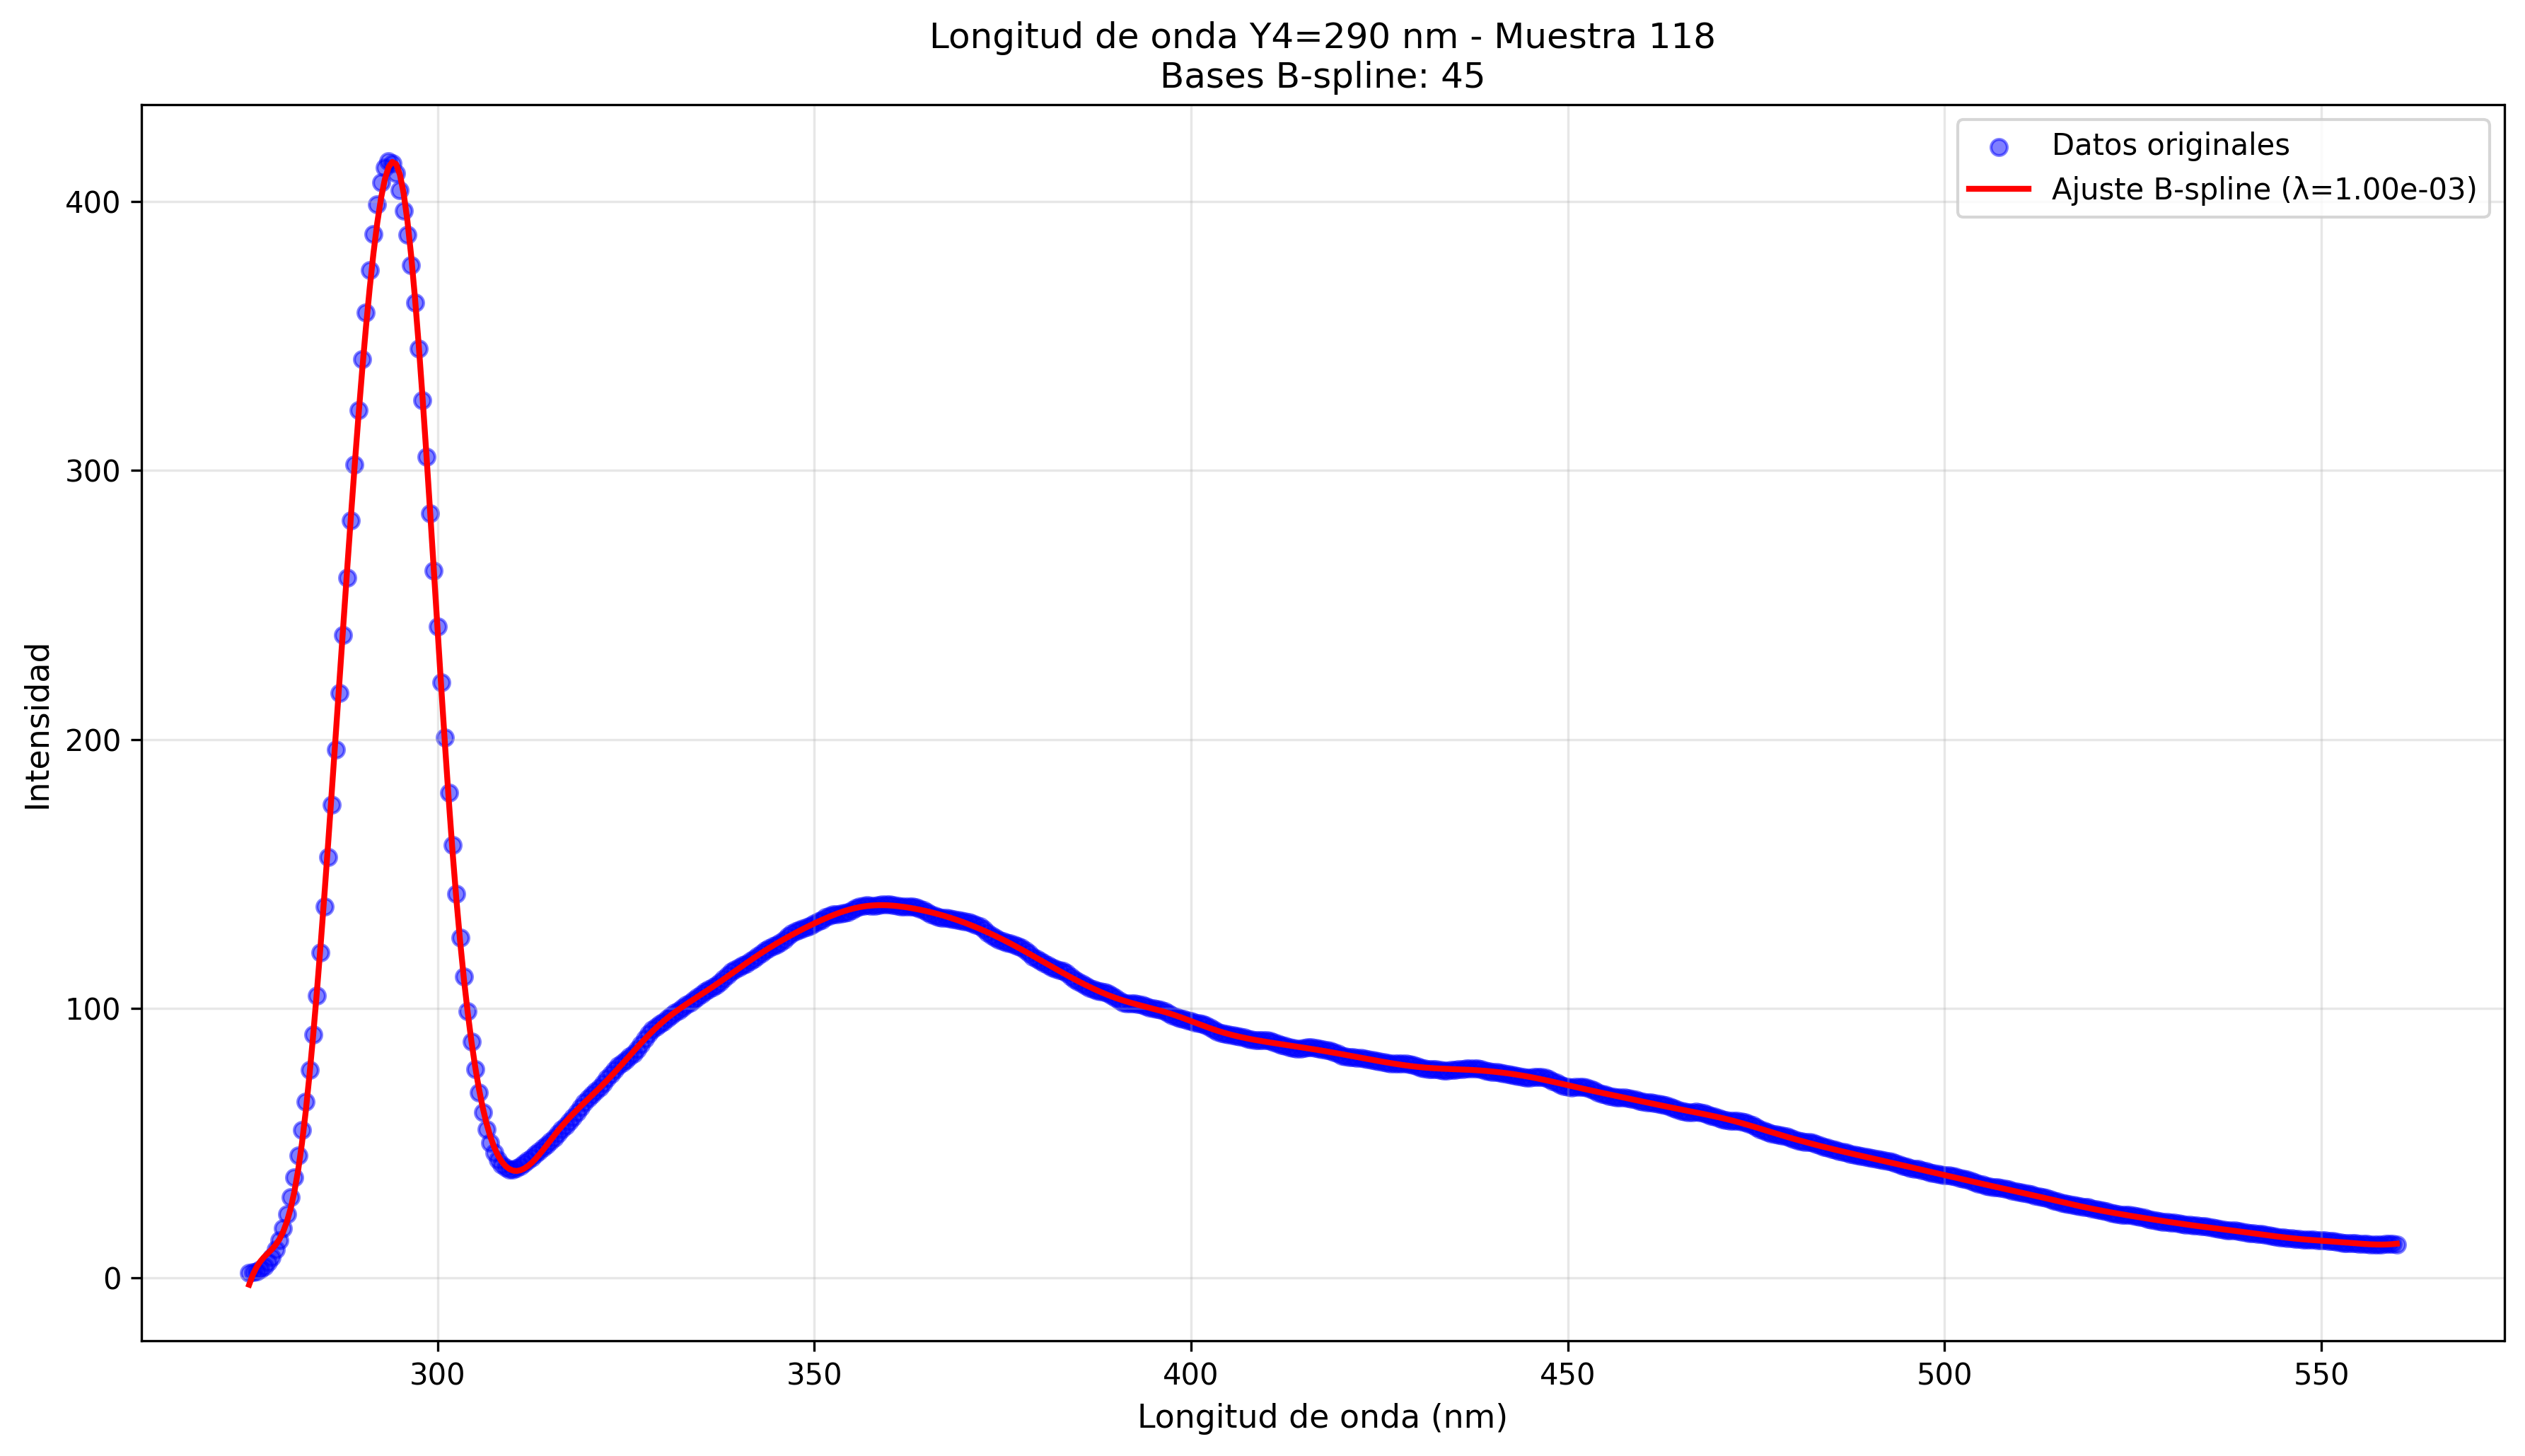 Longitud de onda Y4=290 nm - Muestra 118
Bases B-spline: 45
Datos originales
Ajuste B-spline (λ=1.00e-03)
Intensidad
400
300
200
100
0
300 350 400 450 500 550
Longitud de onda (nm)